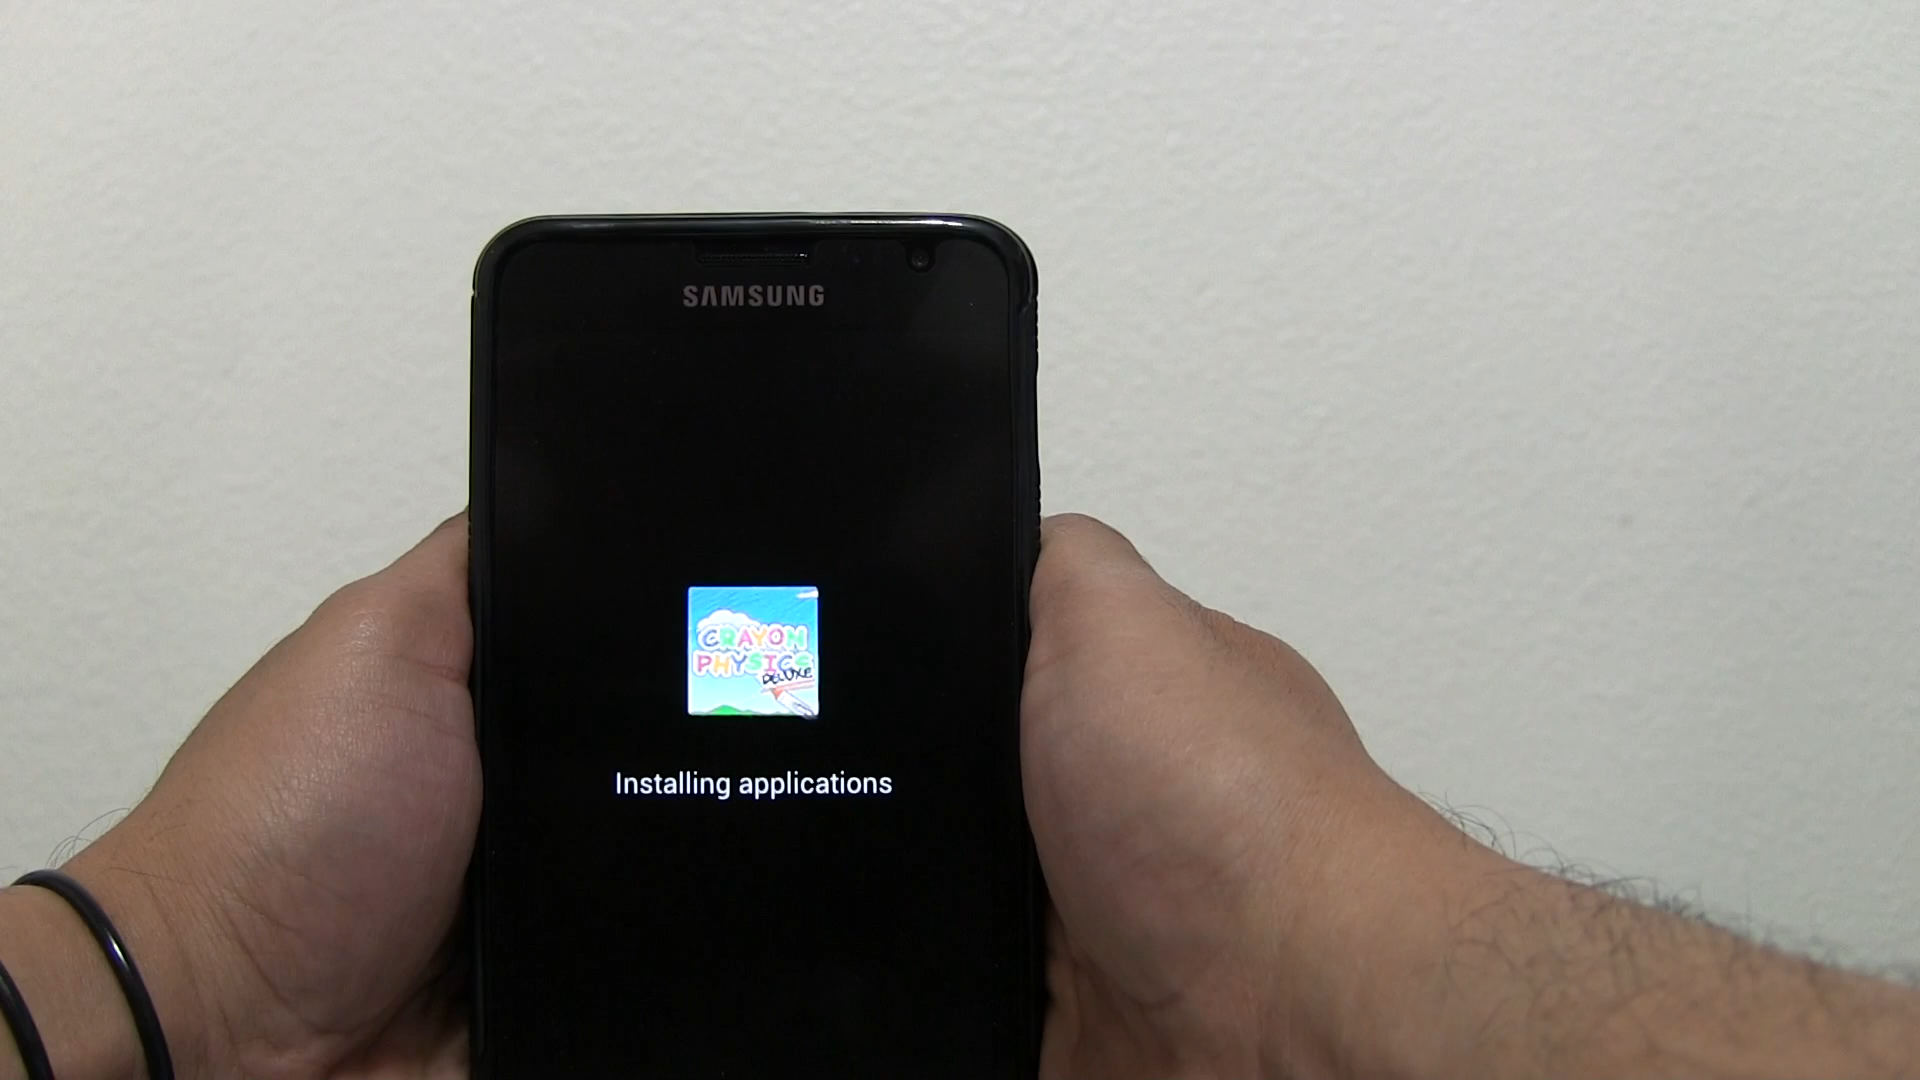 SAMSUNG
CRAYON
PHYSICS
DELUXE
Installing applications